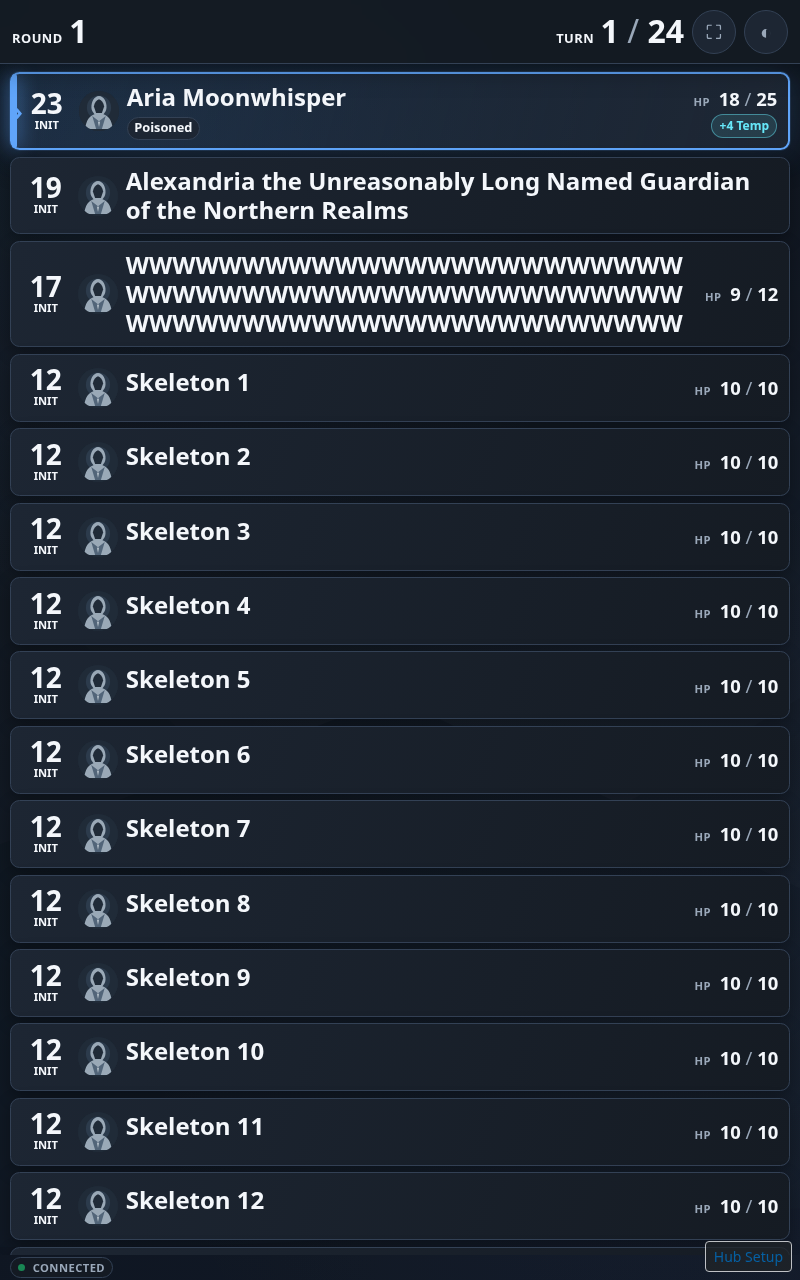 ROUND 1 TURN 1 / 24
23 Aria Moonwhisper HP 18 / 25
INIT Poisoned +4 Temp
19 Alexandria the Unreasonably Long Named Guardian
INIT of the Northern Realms
WWWWWWWWWWWWWWWWWWWWWWWW
17 WWWWWWWWWWWWWWWWWWWWWWWW HP 9 / 12
INIT WWWWWWWWWWWWWWWWWWWWWWWW
12 Skeleton 1 HP 10 / 10
INIT
12 Skeleton 2 HP 10 / 10
INIT
12 Skeleton 3 HP 10 / 10
INIT
12 Skeleton 4 HP 10 / 10
INIT
12 Skeleton 5 HP 10 / 10
INIT
12 Skeleton 6 HP 10 / 10
INIT
12 Skeleton 7 HP 10 / 10
INIT
12 Skeleton 8 HP 10 / 10
INIT
12 Skeleton 9 HP 10 / 10
INIT
12 Skeleton 10 HP 10 / 10
INIT
12 Skeleton 11 HP 10 / 10
INIT
12 Skeleton 12 HP 10 / 10
INIT
Hub Setup
CONNECTED